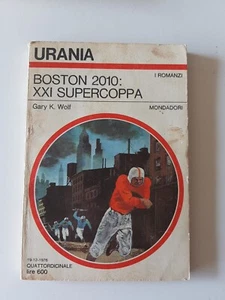 URANIA
I ROMANZI
BOSTON 2010:
XXI SUPERCOPPA
Gary K. Wolf
MONDADORI
QUATTORDICINALE
lire 600